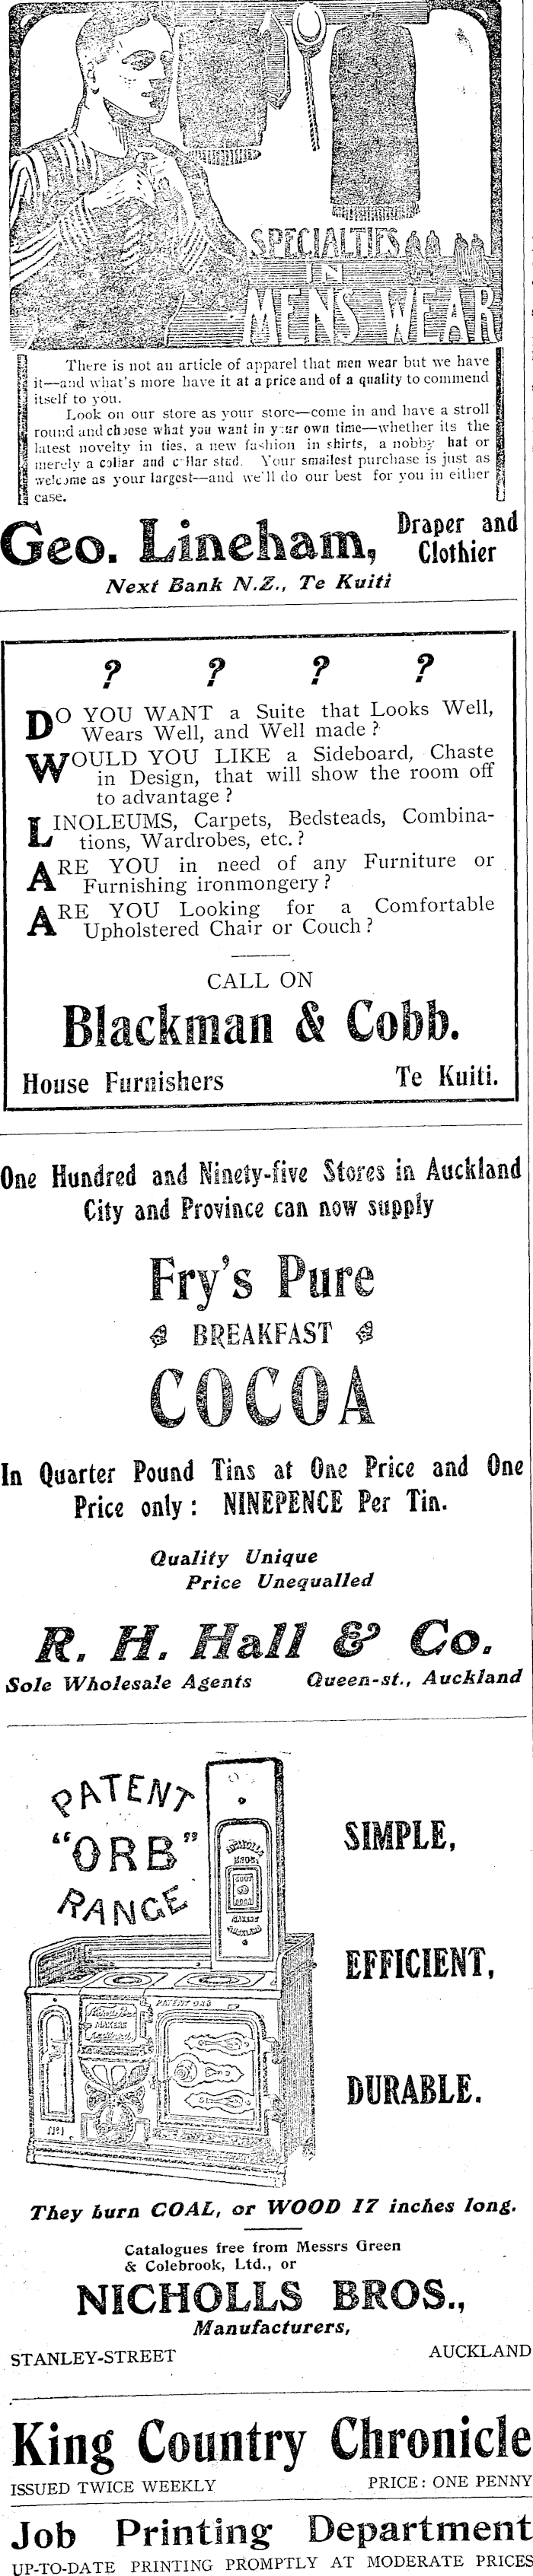 SPECIALTIES
IN
MENS WEAR
There is not an article of apparel that men wear but we have
it—and what's more have it at a price and of a quality to commend
itself to you.
Look on our store as your store—come in and have a stroll
round and choose what you want in your own time—whether its the
latest novelty in ties, a new fashion in shirts, a nobby hat or
merely a collar and collar stud. Your smallest purchase is just as
welcome as your largest—and we'll do our best for you in either
case.
Geo. Lineham, Draper and
Clothier
Next Bank N.Z., Te Kuiti
? ? ? ?
DO YOU WANT a Suite that Looks Well,
Wears Well, and Well made ?
WOULD YOU LIKE a Sideboard, Chaste
in Design, that will show the room off
to advantage ?
LINOLEUMS, Carpets, Bedsteads, Combina-
tions, Wardrobes, etc. ?
ARE YOU in need of any Furniture or
Furnishing ironmongery ?
ARE YOU Looking for a Comfortable
Upholstered Chair or Couch ?
CALL ON
Blackman & Cobb.
House Furnishers Te Kuiti.
One Hundred and Ninety-five Stores in Auckland
City and Province can now supply
Fry's Pure
BREAKFAST
COCOA
In Quarter Pound Tins at One Price and One
Price only : NINEPENCE Per Tin.
Quality Unique
Price Unequalled
R. H. Hall & Co.
Sole Wholesale Agents Queen-st., Auckland
PATENT
"ORB"
RANGE
SIMPLE,
EFFICIENT,
DURABLE.
NICHOLLS
BROS
MAKERS
AUCKLAND
PATENT ORB
Nicholls Bros
MAKERS
Auckland
Nº1
They burn COAL, or WOOD 17 inches long.
Catalogues free from Messrs Green
& Colebrook, Ltd., or
NICHOLLS BROS.,
Manufacturers,
STANLEY-STREET AUCKLAND
King Country Chronicle
ISSUED TWICE WEEKLY PRICE: ONE PENNY
Job Printing Department
UP-TO-DATE PRINTING PROMPTLY AT MODERATE PRICES